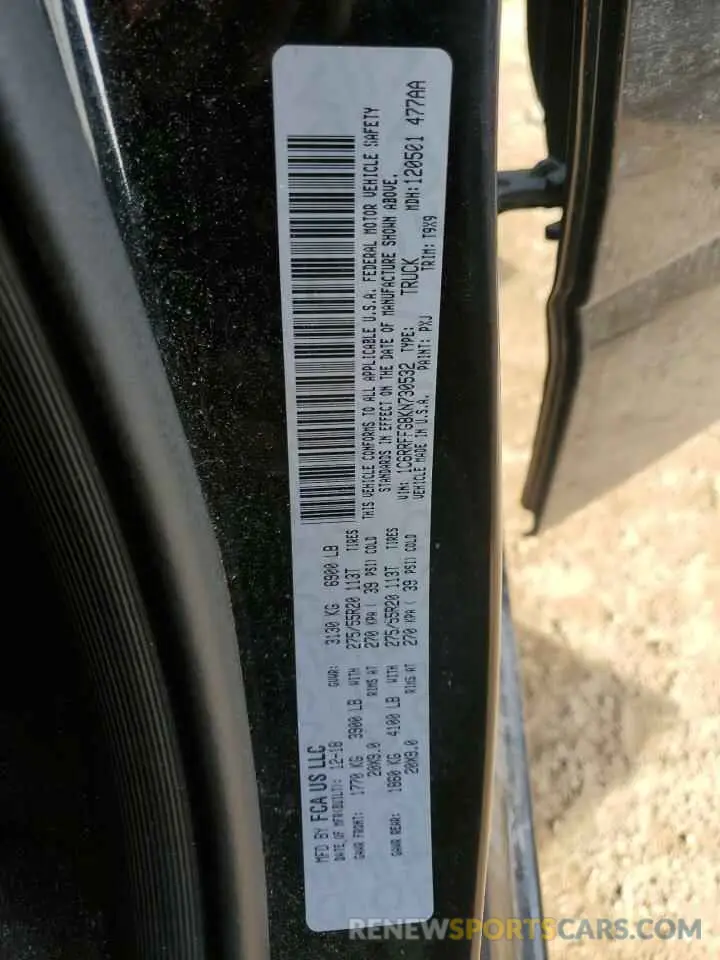 MFD BY FCA US LLC
DATE OF MFR(BUILT): 12-18 GVWR: 3130 KG 6900 LB
GAWR FRONT: 1770 KG 3900 LB WITH 275/55R20 113T TIRES
20X9.0 RIMS AT 270 KPA ( 39 PSI) COLD
GAWR REAR: 1860 KG 4100 LB WITH 275/55R20 113T TIRES
20X9.0 RIMS AT 270 KPA ( 39 PSI) COLD
THIS VEHICLE CONFORMS TO ALL APPLICABLE U.S.A. FEDERAL MOTOR VEHICLE SAFETY
STANDARDS IN EFFECT ON THE DATE OF MANUFACTURE SHOWN ABOVE.
VIN: 1C6RRFFG8KN730532 TYPE: TRUCK MDH:120501 477AA
VEHICLE MADE IN U.S.A. PAINT: PXJ TRIM: T9X9
RENEWSPORTSCARS.COM